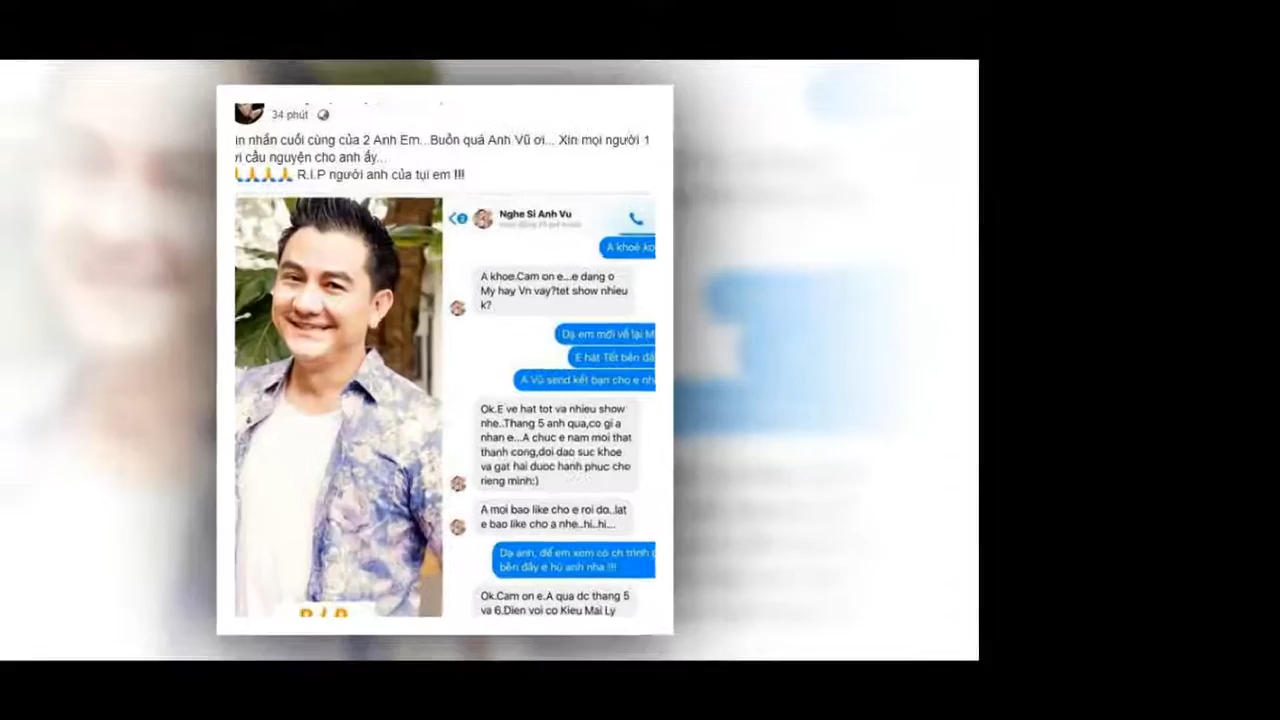 34 phút
in nhắn cuối cùng của 2 Anh Em...Buồn quá Anh Vũ ơi... Xin mọi người 1
ời cầu nguyện cho anh ấy...
R.I.P người anh của tụi em !!!
Nghe Si Anh Vu
A khoẻ ko
A khoe.Cam on e...e dang o
My hay Vn vay?tet show nhieu
k?
Dạ em mới về lại M
E hát Tết bên đâ
A Vũ send kết bạn cho e nh
Ok.E ve hat tot va nhieu show
nhe..Thang 5 anh qua,co gi a
nhan e...A chuc e nam moi that
thanh cong,doi dao suc khoe
va gat hai duoc hanh phuc cho
rieng minh:)
A moi bao like cho e roi do..lat
e bao like cho a nhe..hi..hi...
Dạ anh, để em xem có ch trình
bên đây e hú anh nha !!!
Ok.Cam on e.A qua dc thang 5
va 6.Dien voi co Kieu Mai Ly
R.I.P